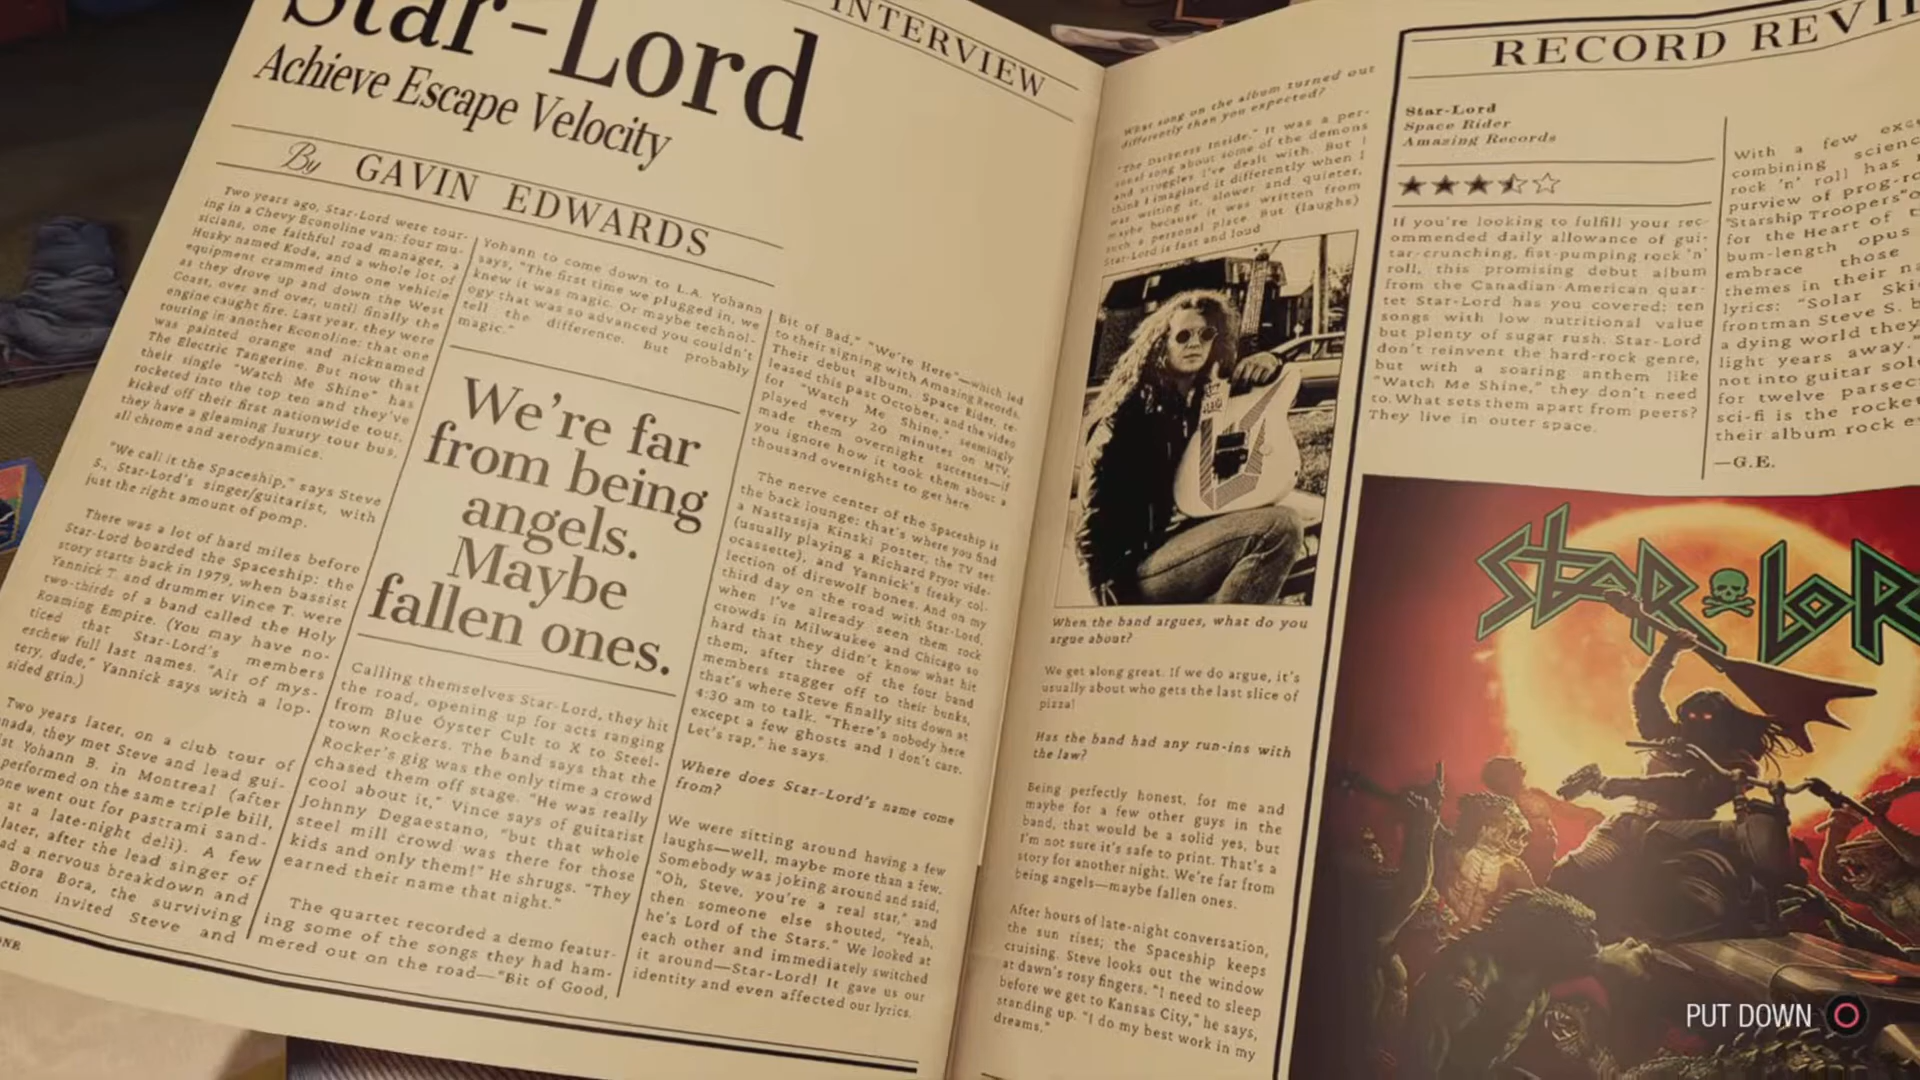 Star-Lord
INTERVIEW
Achieve Escape Velocity
By GAVIN EDWARDS
Two years ago, Star-Lord were tour-
ing in a Chevy Econoline van: four mu-
sicians, one faithful road manager, a
Husky named Koda, and a whole lot of
equipment crammed into one vehicle
as they drove up and down the West
Coast, over and over, until finally the
engine caught fire. Last year, they were
touring in another Econoline: that one
was painted orange and nicknamed
The Electric Tangerine. But now that
their single "Watch Me Shine" has
rocketed into the top ten and they've
kicked off their first nationwide tour,
they have a gleaming luxury tour bus,
all chrome and aerodynamics.
"We call it the Spaceship," says Steve
S., Star-Lord's singer/guitarist, with
just the right amount of pomp.
There was a lot of hard miles before
Star-Lord boarded the Spaceship: the
story starts back in 1979, when bassist
Yannick T. and drummer Vince T. were
two-thirds of a band called the Holy
Roaming Empire. (You may have no-
ticed that Star-Lord's members
eschew full last names. "Air of mys-
tery, dude," Yannick says with a lop-
sided grin.)
Two years later, on a club tour of
nada, they met Steve and lead gui-
ist Yohann B. in Montreal (after
performed on the same triple bill,
one went out for pastrami sand-
at a late-night deli). A few
later, after the lead singer of
ad a nervous breakdown and
Bora Bora, the surviving
ction invited Steve and
ONE
Yohann to come down to L.A. Yohann
says, "The first time we plugged in, we
knew it was magic. Or maybe technol-
ogy that was so advanced you couldn't
tell the difference. But probably
magic."
We're far
from being
angels.
Maybe
fallen ones.
Calling themselves Star-Lord, they hit
the road, opening up for acts ranging
from Blue Öyster Cult to X to Steel-
town Rockers. The band says that the
Rocker's gig was the only time a crowd
chased them off stage. "He was really
cool about it," Vince says of guitarist
Johnny Degaestano, "but that whole
steel mill crowd was there for those
kids and only them!" He shrugs. "They
earned their name that night."
The quartet recorded a demo featur-
ing some of the songs they had ham-
mered out on the road—"Bit of Good,
Bit of Bad," "We're Here"—which led
to their signing with Amazing Records.
Their debut album, Space Rider, re-
leased this past October, and the video
for "Watch Me Shine," seemingly
played every 20 minutes on MTV,
made them overnight successes—if
you ignore how it took them about a
thousand overnights to get here.
The nerve center of the Spaceship is
the back lounge: that's where you find
a Nastassja Kinski poster, the TV set
(usually playing a Richard Pryor vide-
ocassette), and Yannick's freaky col-
lection of direwolf bones. And on my
third day on the road with Star-Lord,
when I've already seen them rock
crowds in Milwaukee and Chicago so
hard that they didn't know what hit
them, after three of the four band
members stagger off to their bunks,
that's where Steve finally sits down at
4:30 am to talk. "There's nobody here
except a few ghosts and I don't care.
Let's rap," he says.
Where does Star-Lord's name come
from?
We were sitting around having a few
laughs—well, maybe more than a few.
Somebody was joking around and said,
"Oh, Steve, you're a real star," and
then someone else shouted, "Yeah,
he's Lord of the Stars." We looked at
each other and immediately switched
it around—Star-Lord! It gave us our
identity and even affected our lyrics.
What song on the album turned out
differently than you expected?
"The Darkness Inside." It was a per-
sonal song about some of the demons
and struggles I've dealt with. But I
think I imagined it differently when I
was writing it, slower and quieter,
maybe because it was written from
such a personal place. But (laughs)
Star-Lord is fast and loud
When the band argues, what do you
argue about?
We get along great. If we do argue, it's
usually about who gets the last slice of
pizza!
Has the band had any run-ins with
the law?
Being perfectly honest, for me and
maybe for a few other guys in the
band, that would be a solid yes, but
I'm not sure it's safe to print. That's a
story for another night. We're far from
being angels—maybe fallen ones.
After hours of late-night conversation,
the sun rises; the Spaceship keeps
cruising. Steve looks out the window
at dawn's rosy fingers. "I need to sleep
before we get to Kansas City," he says,
standing up. "I do my best work in my
dreams."
RECORD REVI
Star-Lord
Space Rider
Amazing Records
If you're looking to fulfill your rec-
ommended daily allowance of gui-
tar-crunching, fist-pumping rock 'n'
roll, this promising debut album
from the Canadian-American quar-
tet Star-Lord has you covered: ten
songs with low nutritional value
but plenty of sugar rush. Star-Lord
don't reinvent the hard-rock genre,
but with a soaring anthem like
"Watch Me Shine," they don't need
to. What sets them apart from peers?
They live in outer space.
With a few exce
combining scienc
rock 'n' roll has
purview of prog-ro
"Starship Troopers" o
for the Heart of t
bum-length opus
embrace those
themes in their na
lyrics: "Solar Skin
frontman Steve S. b
a dying world they
light years away."
not into guitar solo
for twelve parsec
sci-fi is the rocke
their album rock e
—G.E.
STAR LOR
PUT DOWN